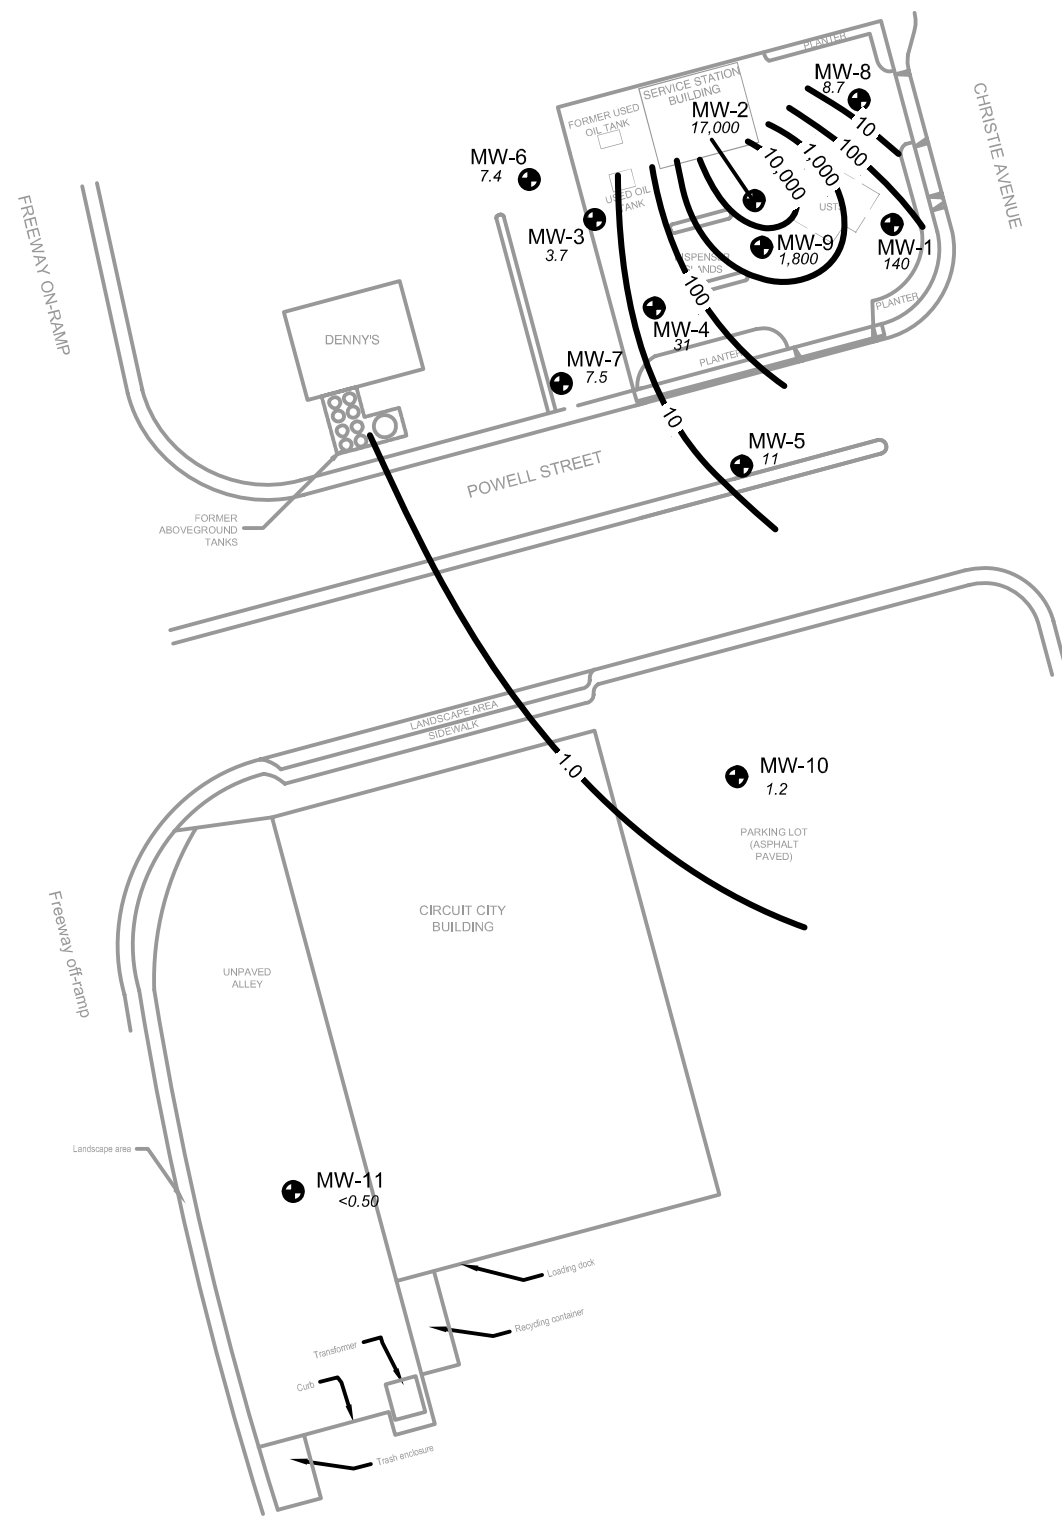 PLANTER
MW-8
8.7
SERVICE STATION
BUILDING
CHRISTIE AVENUE
FORMER USED
OIL TANK
MW-2
17,000
10
100
1,000
10,000
MW-6
7.4
USED OIL
TANK
USTS
FREEWAY ON-RAMP
MW-3
3.7
MW-9
1,800
MW-1
140
100
PLANTER
MW-4
31
DENNY'S
PLANTER
MW-7
7.5
10
MW-5
11
POWELL STREET
FORMER
ABOVEGROUND
TANKS
LANDSCAPE AREA
SIDEWALK
1.0
MW-10
1.2
PARKING LOT
(ASPHALT
PAVED)
CIRCUIT CITY
BUILDING
Freeway off-ramp
UNPAVED
ALLEY
Landscape area
MW-11
<0.50
Loading dock
Recycling container
Transformer
Curb
Trash enclosure